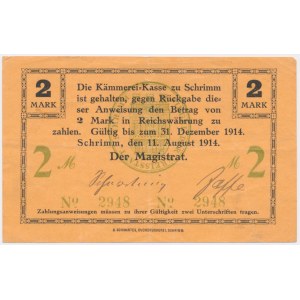 2 MARK
2 MARK
Die Kämmerei-Kasse zu Schrimm
ist gehalten, gegen Rückgabe die-
ser Anweisung den Betrag von
2 Mark in Reichswährung zu
zahlen. Gültig bis zum 31. Dezember 1914.
Schrimm, den 11. August 1914.
Der Magistrat.
2 M
M 2
No 2948
No 2948
Zahlungsanweisungen müssen zu ihrer Gültigkeit zwei Unterschriften tragen.